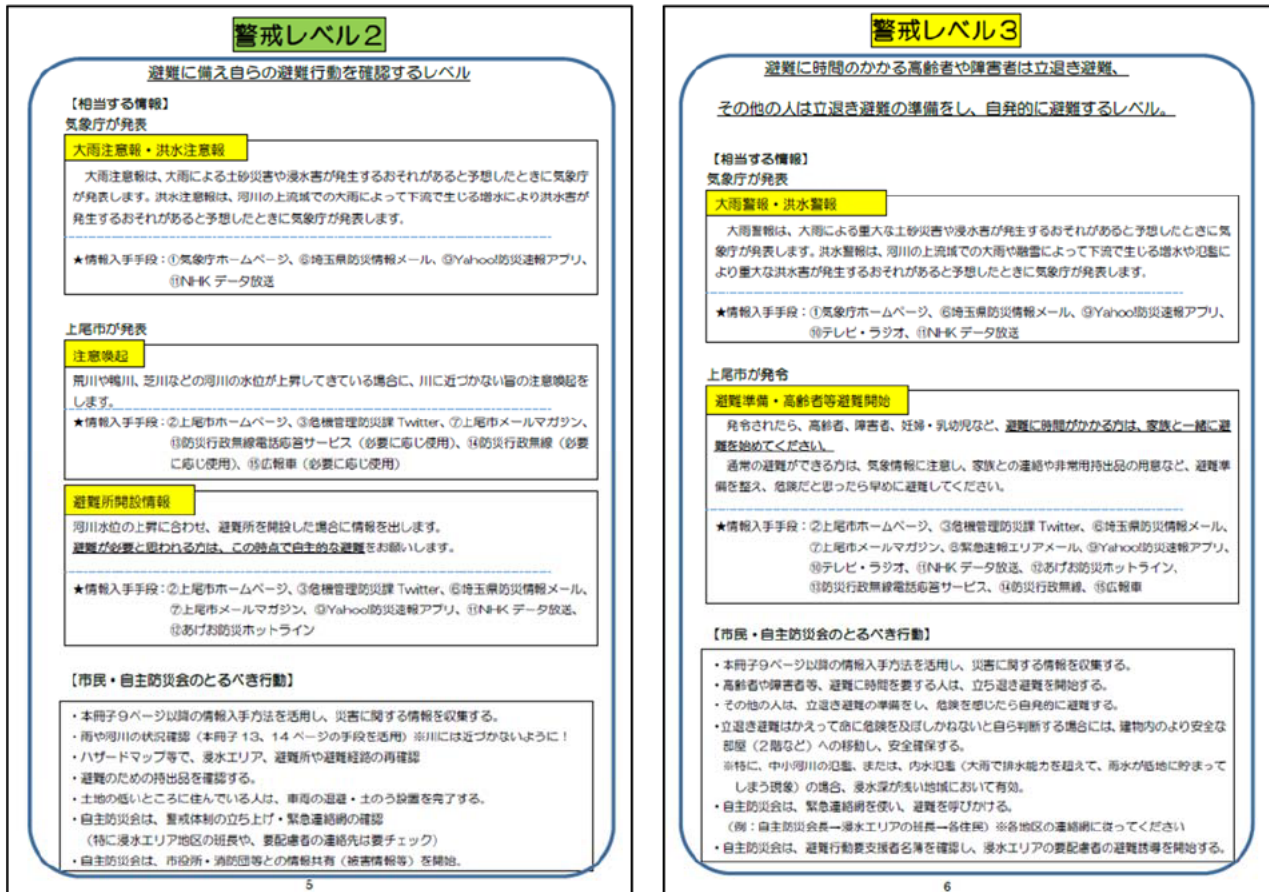 警戒レベル2
避難に備え自らの避難行動を確認するレベル
【相当する情報】
気象庁が発表
大雨注意報・洪水注意報
大雨注意報は、大雨による土砂災害や浸水害が発生するおそれがあると予想したときに気象庁
が発表します。洪水注意報は、河川の上流域での大雨によって下流で生じる増水により洪水害が
発生するおそれがあると予想したときに気象庁が発表します。
★情報入手手段：①気象庁ホームページ、⑥埼玉県防災情報メール、⑨Yahoo!防災速報アプリ、
⑪NHK データ放送
上尾市が発表
注意喚起
荒川や鴨川、芝川などの河川の水位が上昇してきている場合に、川に近づかない旨の注意喚起を
します。
★情報入手手段：②上尾市ホームページ、③危機管理防災課 Twitter、⑦上尾市メールマガジン、
⑬防災行政無線電話応答サービス（必要に応じ使用）、⑭防災行政無線（必要
に応じ使用）、⑮広報車（必要に応じ使用）
避難所開設情報
河川水位の上昇に合わせ、避難所を開設した場合に情報を出します。
避難が必要と思われる方は、この時点で自主的な避難をお願いします。
★情報入手手段：②上尾市ホームページ、③危機管理防災課 Twitter、⑥埼玉県防災情報メール、
⑦上尾市メールマガジン、⑨Yahoo!防災速報アプリ、⑪NHK データ放送、
⑫あげお防災ホットライン
【市民・自主防災会のとるべき行動】
・本冊子９ページ以降の情報入手方法を活用し、災害に関する情報を収集する。
・雨や河川の状況確認（本冊子 13、14 ページの手段を活用）※川には近づかないように！
・ハザードマップ等で、浸水エリア、避難所や避難経路の再確認
・避難のための持出品を確認する。
・土地の低いところに住んでいる人は、車両の退避・土のう設置を完了する。
・自主防災会は、警戒体制の立ち上げ・緊急連絡網の確認
（特に浸水エリア地区の班長や、要配慮者の連絡先は要チェック）
・自主防災会は、市役所・消防団等との情報共有（被害情報等）を開始。
5
警戒レベル3
避難に時間のかかる高齢者や障害者は立退き避難、
その他の人は立退き避難の準備をし、自発的に避難するレベル。
【相当する情報】
気象庁が発表
大雨警報・洪水警報
大雨警報は、大雨による重大な土砂災害や浸水害が発生するおそれがあると予想したときに気
象庁が発表します。洪水警報は、河川の上流域での大雨や融雪によって下流で生じる増水や氾濫に
より重大な洪水害が発生するおそれがあると予想したときに気象庁が発表します。
★情報入手手段：①気象庁ホームページ、⑥埼玉県防災情報メール、⑨Yahoo!防災速報アプリ、
⑩テレビ・ラジオ、⑪NHK データ放送
上尾市が発令
避難準備・高齢者等避難開始
発令されたら、高齢者、障害者、妊婦・乳幼児など、避難に時間がかかる方は、家族と一緒に避
難を始めてください。
通常の避難ができる方は、気象情報に注意し、家族との連絡や非常用持出品の用意など、避難準
備を整え、危険だと思ったら早めに避難してください。
★情報入手手段：②上尾市ホームページ、③危機管理防災課 Twitter、⑥埼玉県防災情報メール、
⑦上尾市メールマガジン、⑧緊急速報エリアメール、⑨Yahoo!防災速報アプリ、
⑩テレビ・ラジオ、⑪NHK データ放送、⑫あげお防災ホットライン、
⑬防災行政無線電話応答サービス、⑭防災行政無線、⑮広報車
【市民・自主防災会のとるべき行動】
・本冊子９ページ以降の情報入手方法を活用し、災害に関する情報を収集する。
・高齢者や障害者等、避難に時間を要する人は、立ち退き避難を開始する。
・その他の人は、立退き避難の準備をし、危険を感じたら自発的に避難する。
・立退き避難はかえって命に危険を及ぼしかねないと自ら判断する場合には、建物内のより安全な
部屋（２階など）への移動し、安全確保する。
※特に、中小河川の氾濫、または、内水氾濫（大雨で排水能力を超えて、雨水が低地に貯まって
しまう現象）の場合、浸水深が浅い地域において有効。
・自主防災会は、緊急連絡網を使い、避難を呼びかける。
（例：自主防災会長→浸水エリアの班長→各住民）※各地区の連絡網に従ってください
・自主防災会は、避難行動要支援者名簿を確認し、浸水エリアの要配慮者の避難誘導を開始する。
6